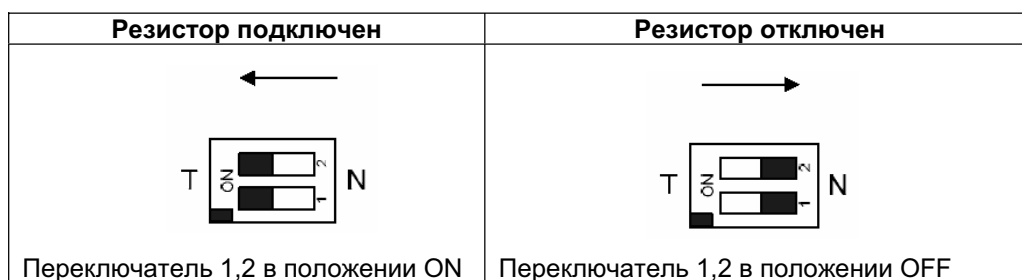 Резистор подключен
Резистор отключен
T ON 2 1 N
T ON 2 1 N
Переключатель 1,2 в положении ON
Переключатель 1,2 в положении OFF